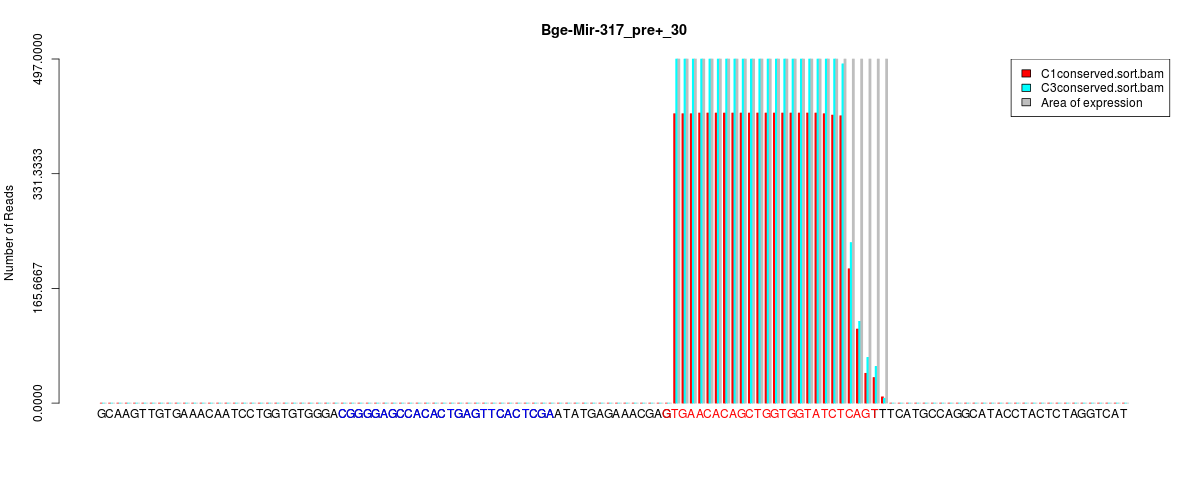 Bge-Mir-317_pre+_30
C1conserved.sort.bam
C3conserved.sort.bam
Area of expression
Number of Reads
497.0000
331.3333
165.6667
0.0000
GCAAGTTGTGAAACAATCCTGGTGTGGGACGGGGAGCCACACTGAGTTCACTCGAATATGAGAAACGAGTGAACACAGCTGGTGGTATCTCAGTTTCATGCCAGGCATACCTACTCTAGGTCAT